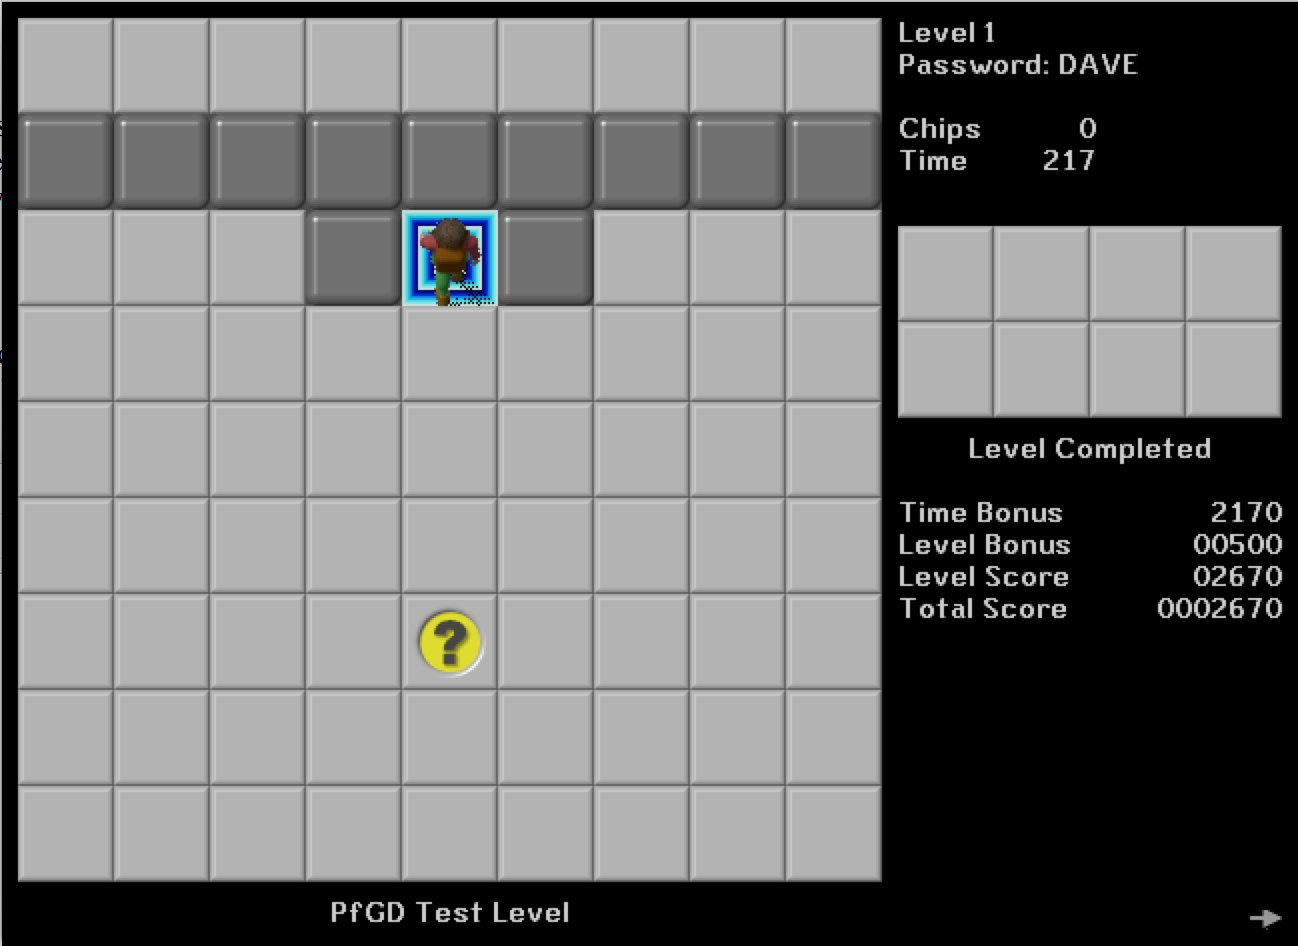 Level 1
Password: DAVE
Chips 0
Time 217
Level Completed
Time Bonus 2170
Level Bonus 00500
Level Score 02670
Total Score 0002670
?
PfGD Test Level